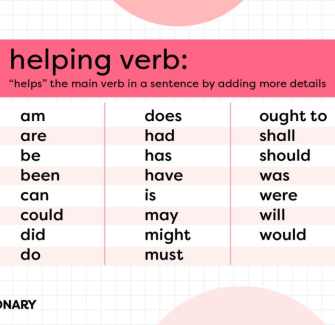 helping verb:
“helps” the main verb in a sentence by adding more details
am does ought to
are had shall
be has should
been have was
can is were
could may will
did might would
do must
ONARY